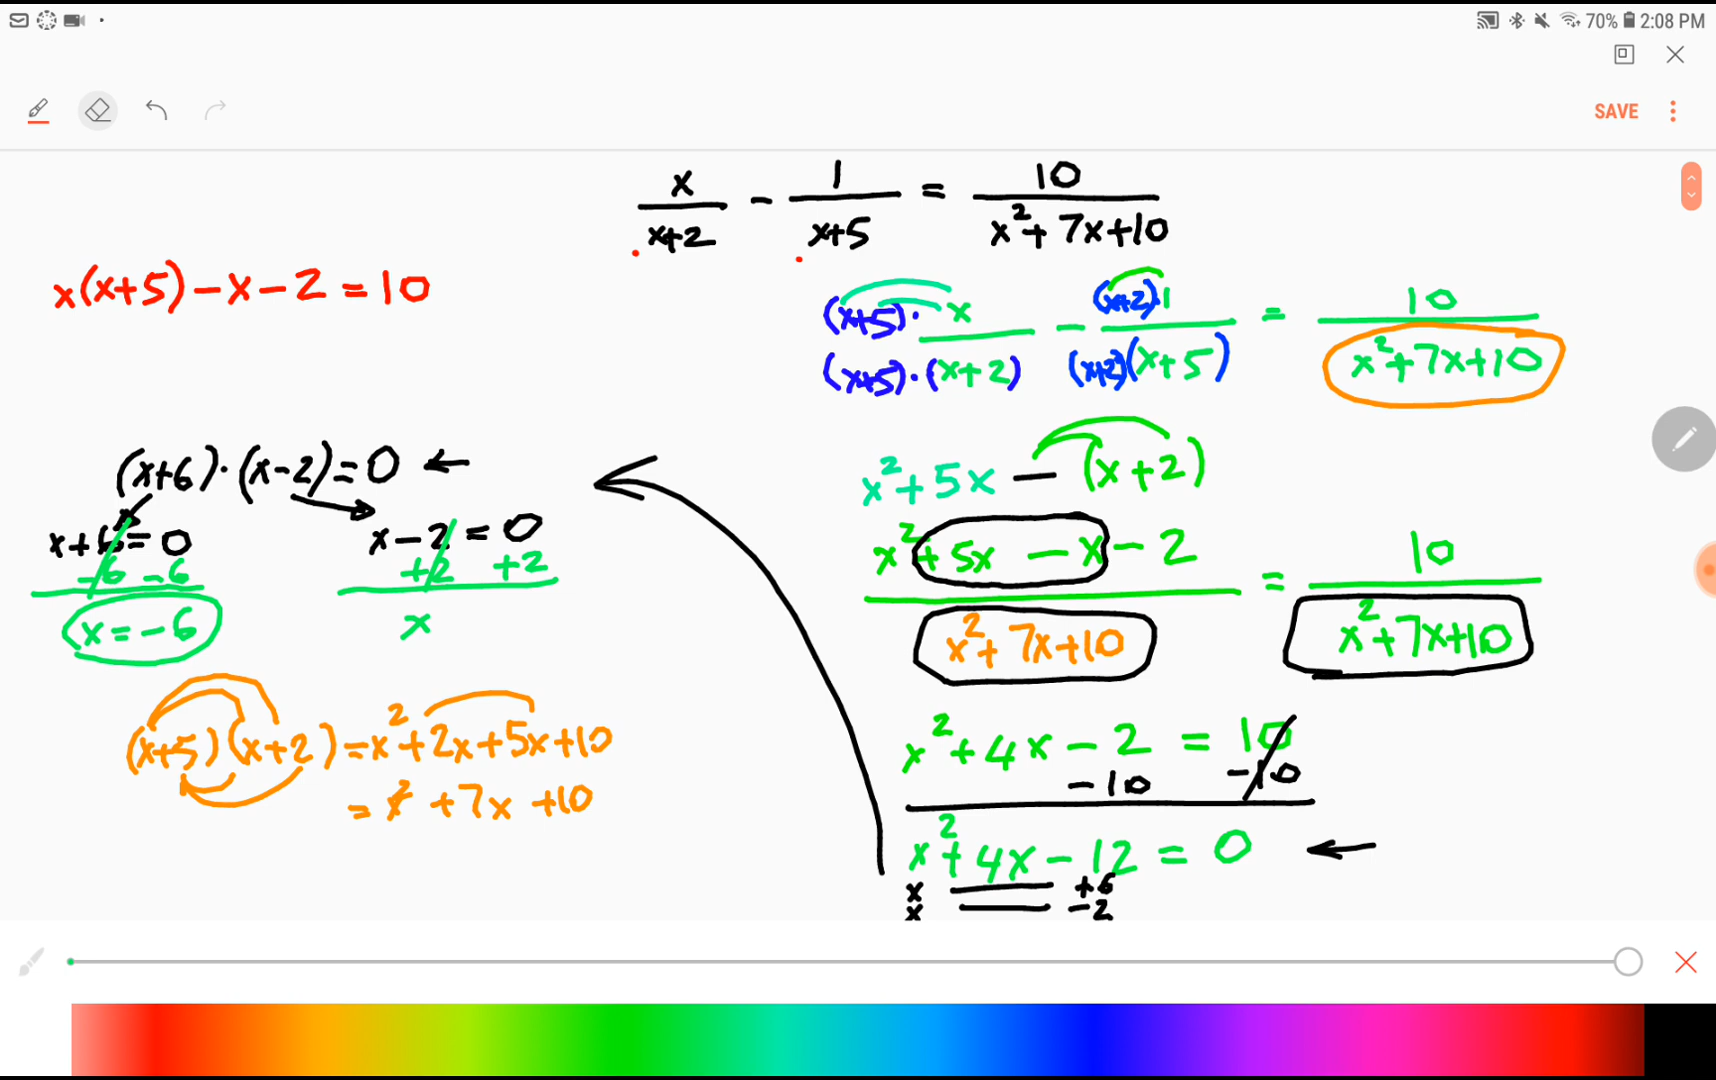 70% 2:08 PM
SAVE
x/(x+2) - 1/(x+5) = 10/(x²+7x+10)
x(x+5)-x-2=10
(x+5)·x/(x+5)·(x+2) - (x+2)·1/(x+2)(x+5) = 10/(x²+7x+10)
x²+5x-(x+2)
(x²+5x-x-2)/(x²+7x+10) = 10/(x²+7x+10)
x²+4x-2=10
-10 -10
x²+4x-12=0
x +6
x -2
(x+6)·(x-2)=0
x+6=0 x-2=0
-6 -6 +2 +2
x=-6 x
(x+5)(x+2)=x²+2x+5x+10
=x²+7x+10